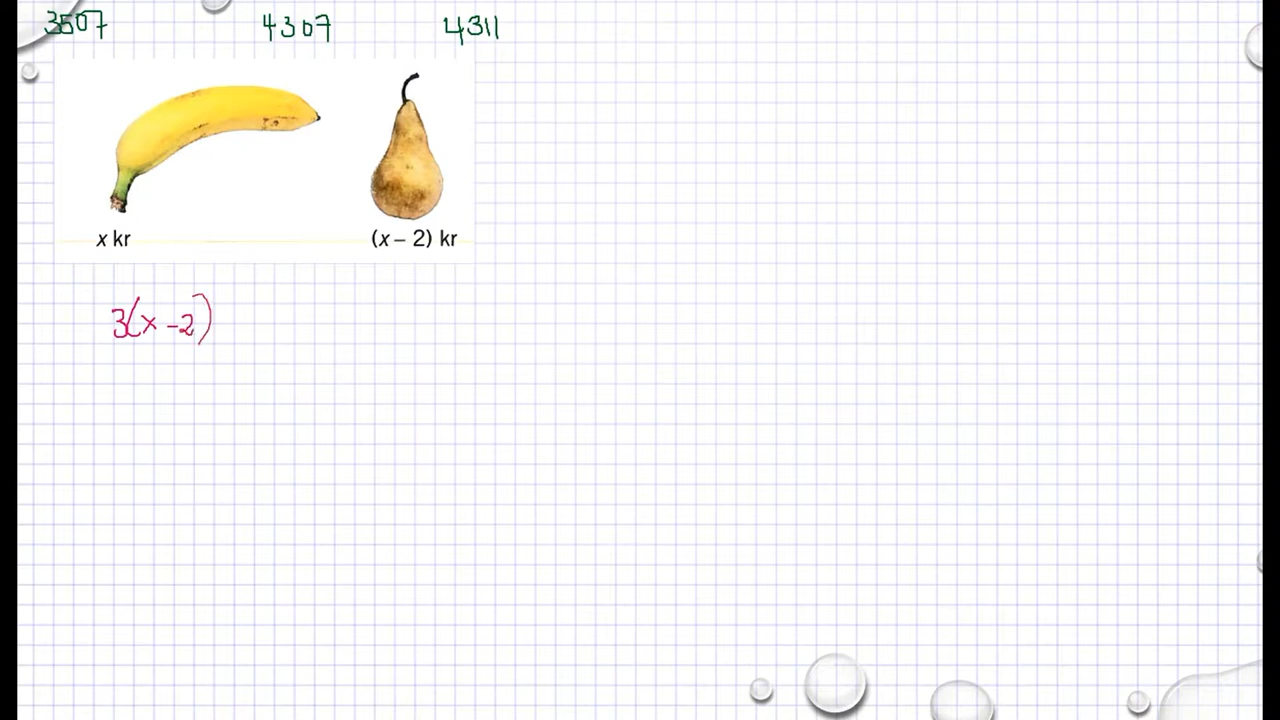 3507 4307 4311
x kr (x – 2) kr
3(x -2)